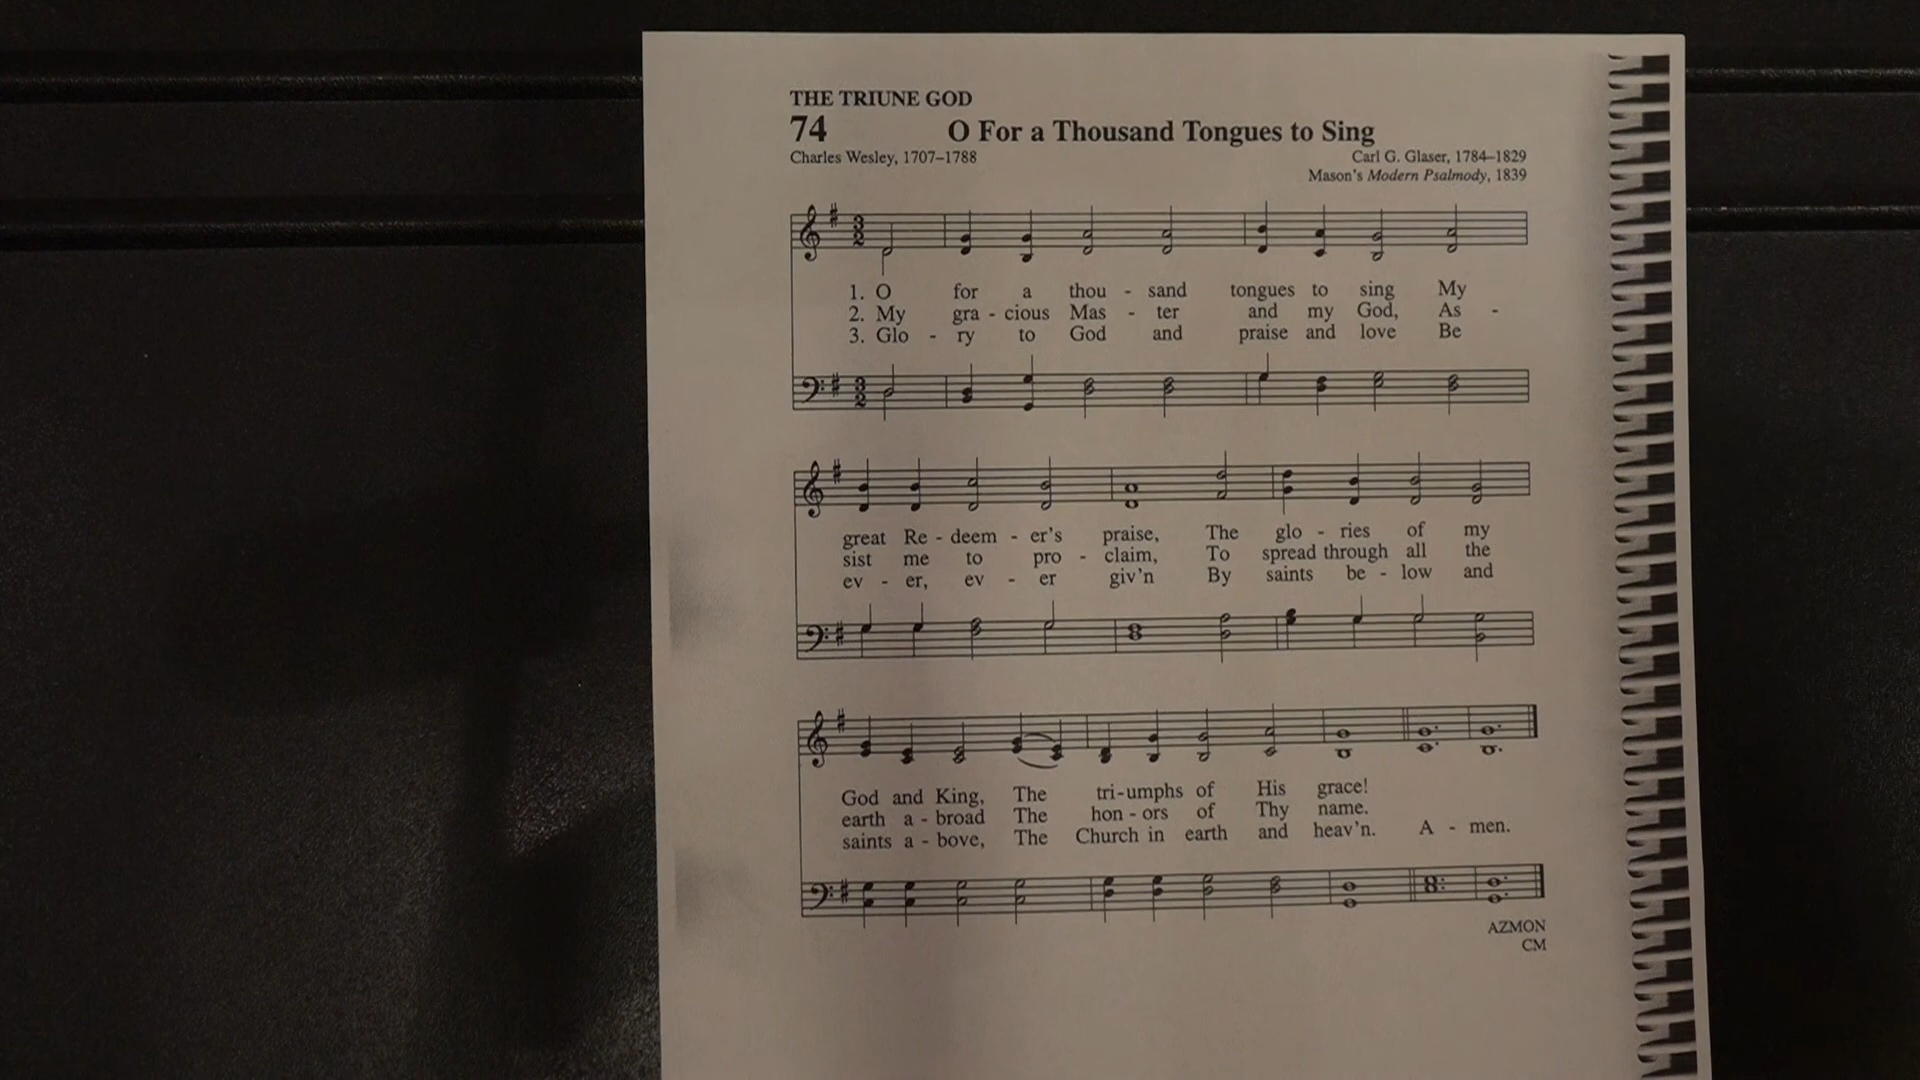 THE TRIUNE GOD
74 O For a Thousand Tongues to Sing
Charles Wesley, 1707–1788 Carl G. Glaser, 1784–1829
Mason's Modern Psalmody, 1839
3
2
1. O for a thou - sand tongues to sing My
2. My gra - cious Mas - ter and my God, As -
3. Glo - ry to God and praise and love Be
3
2
great Re - deem - er's praise, The glo - ries of my
sist me to pro - claim, To spread through all the
ev - er, ev - er giv'n By saints be - low and
God and King, The tri-umphs of His grace!
earth a - broad The hon - ors of Thy name.
saints a - bove, The Church in earth and heav'n. A - men.
AZMON
CM